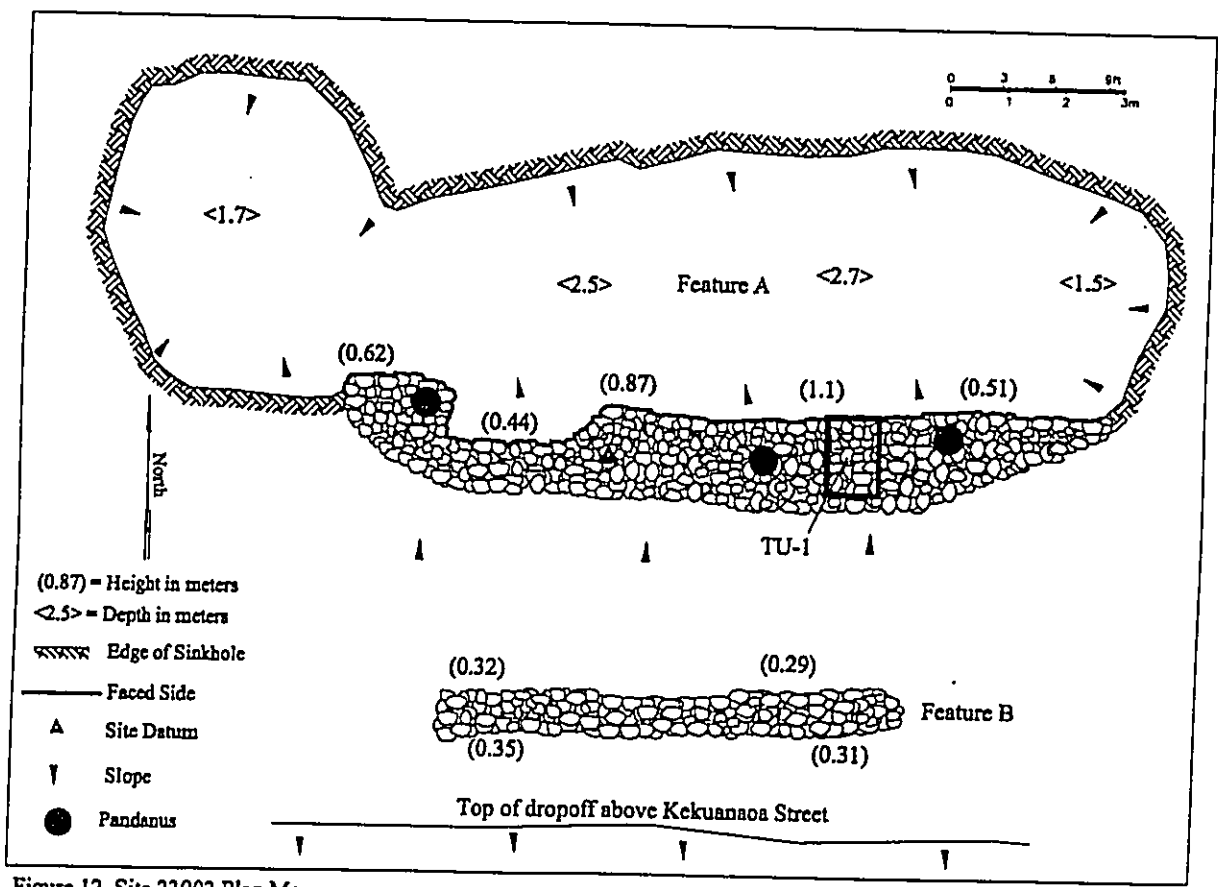 0 3 6 9ft
0 1 2 3m
<1.7>
<2.5>
Feature A
<2.7>
<1.5>
(0.62)
(0.44)
(0.87)
(1.1)
(0.51)
North
TU-1
(0.87) = Height in meters
<2.5> = Depth in meters
Edge of Sinkhole
Faced Side
Site Datum
Slope
Pandanus
(0.32)
(0.29)
Feature B
(0.35)
(0.31)
Top of dropoff above Kekuanaoa Street
Figure Site Plan